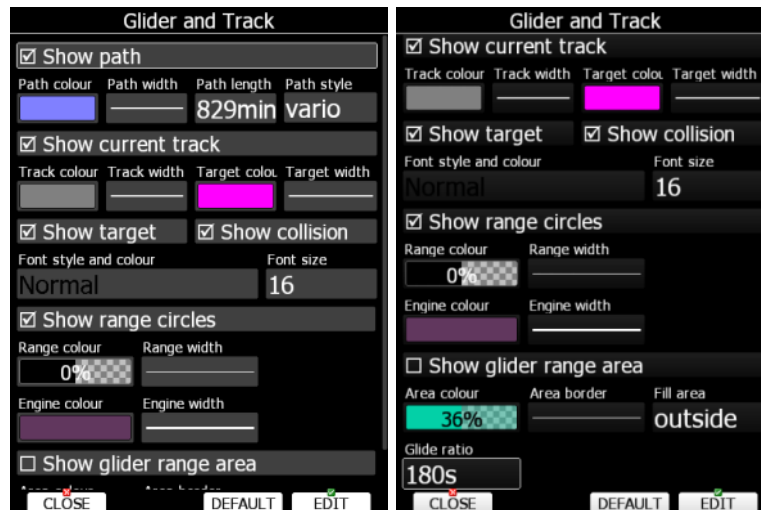 Glider and Track
Show path
Path colour Path width Path length Path style
829min vario
Show current track
Track colour Track width Target colou Target width
Show target Show collision
Font style and colour Font size
Normal 16
Show range circles
Range colour Range width
0%
Engine colour Engine width
Show glider range area
Area colour Area border
CLOSE DEFAULT EDIT
Glider and Track
Show current track
Track colour Track width Target colou Target width
Show target Show collision
Font style and colour Font size
Normal 16
Show range circles
Range colour Range width
0%
Engine colour Engine width
Show glider range area
Area colour Area border Fill area
36% outside
Glide ratio
180s
CLOSE DEFAULT EDIT